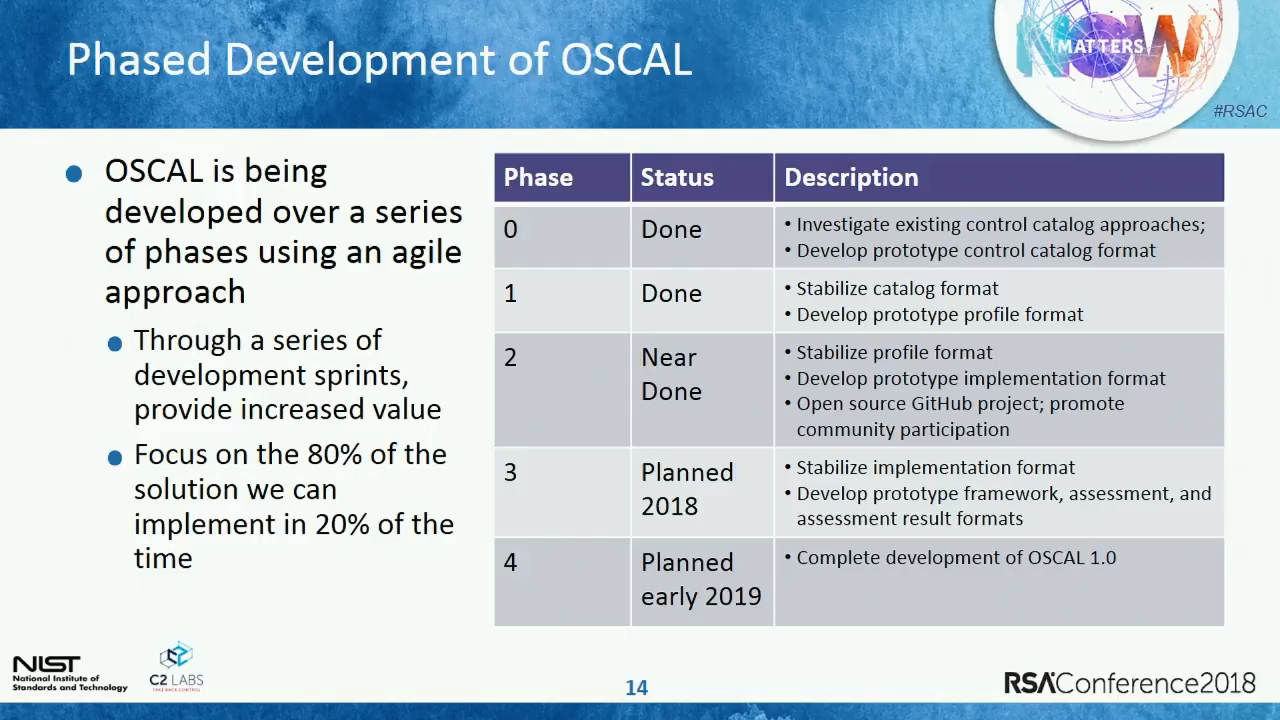 Phased Development of OSCAL
NOW
MATTERS
#RSAC
• OSCAL is being
developed over a series
of phases using an agile
approach
• Through a series of
development sprints,
provide increased value
• Focus on the 80% of the
solution we can
implement in 20% of the
time
Phase Status Description
0 Done • Investigate existing control catalog approaches;
• Develop prototype control catalog format
1 Done • Stabilize catalog format
• Develop prototype profile format
2 Near
Done
• Stabilize profile format
• Develop prototype implementation format
• Open source GitHub project; promote
community participation
3 Planned
2018
• Stabilize implementation format
• Develop prototype framework, assessment, and
assessment result formats
4 Planned
early 2019
• Complete development of OSCAL 1.0
NIST
National Institute of
Standards and Technology
C2 LABS
TAKE BACK CONTROL
14
RSAConference2018